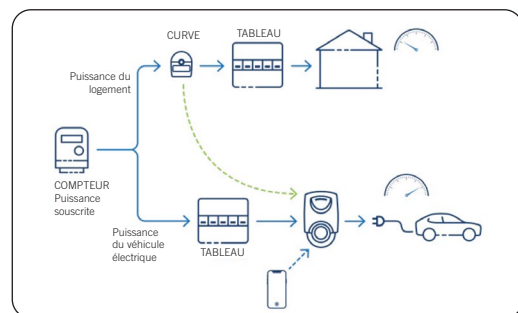 CURVE
TABLEAU
Puissance du
logement
COMPTEUR
Puissance
souscrite
Puissance
du véhicule
électrique
TABLEAU